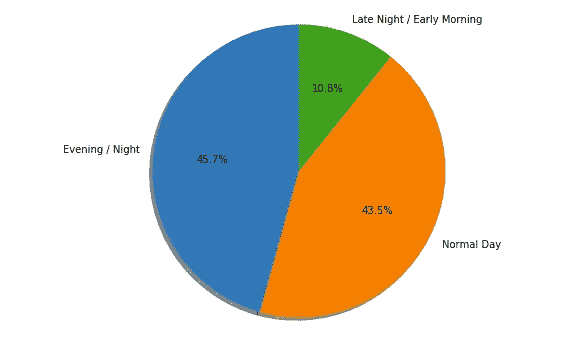 Late Night / Early Morning
10.8%
Evening / Night
45.7%
43.5%
Normal Day